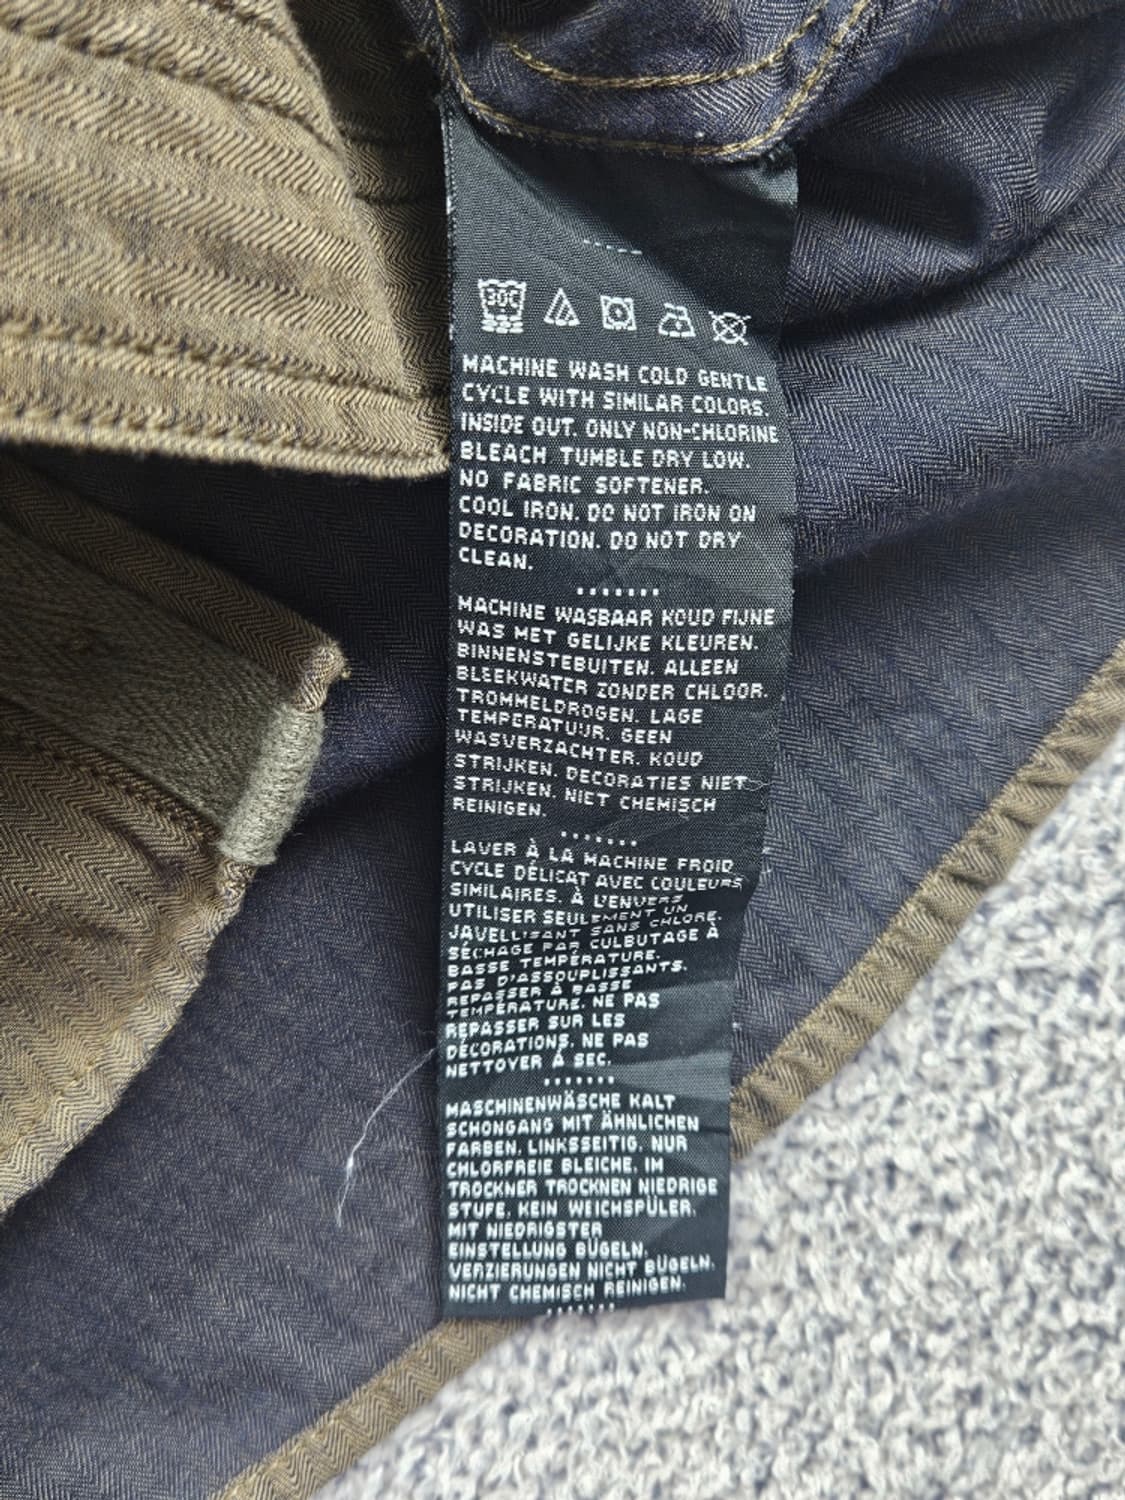 30C
MACHINE WASH COLD GENTLE
CYCLE WITH SIMILAR COLORS.
INSIDE OUT. ONLY NON-CHLORINE
BLEACH. TUMBLE DRY LOW.
NO FABRIC SOFTENER.
COOL IRON. DO NOT IRON ON
DECORATION. DO NOT DRY
CLEAN.
MACHINE WASBAAR KOUD FIJNE
WAS MET GELIJKE KLEUREN.
BINNENSTEBUITEN. ALLEEN
BLEEKWATER ZONDER CHLOOR.
TROMMELDROGEN. LAGE
TEMPERATUUR. GEEN
WASVERZACHTER. KOUD
STRIJKEN. DECORATIES NIET
STRIJKEN. NIET CHEMISCH
REINIGEN.
LAVER À LA MACHINE FROID
CYCLE DÉLICAT AVEC COULEURS
SIMILAIRES. À L'ENVERS
UTILISER SEULEMENT UN
JAVELLISANT SANS CHLORE.
SÉCHAGE PAR CULBUTAGE À
BASSE TEMPÉRATURE.
PAS D'ASSOUPLISSANTS.
REPASSER À BASSE
TEMPÉRATURE. NE PAS
REPASSER SUR LES
DÉCORATIONS. NE PAS
NETTOYER À SEC.
MASCHINENWÄSCHE KALT
SCHONGANG MIT ÄHNLICHEN
FARBEN. LINKSSEITIG. NUR
CHLORFREIE BLEICHE. IM
TROCKNER TROCKNEN NIEDRIGE
STUFE. KEIN WEICHSPÜLER.
MIT NIEDRIGSTER
EINSTELLUNG BÜGELN.
VERZIERUNGEN NICHT BÜGELN.
NICHT CHEMISCH REINIGEN.